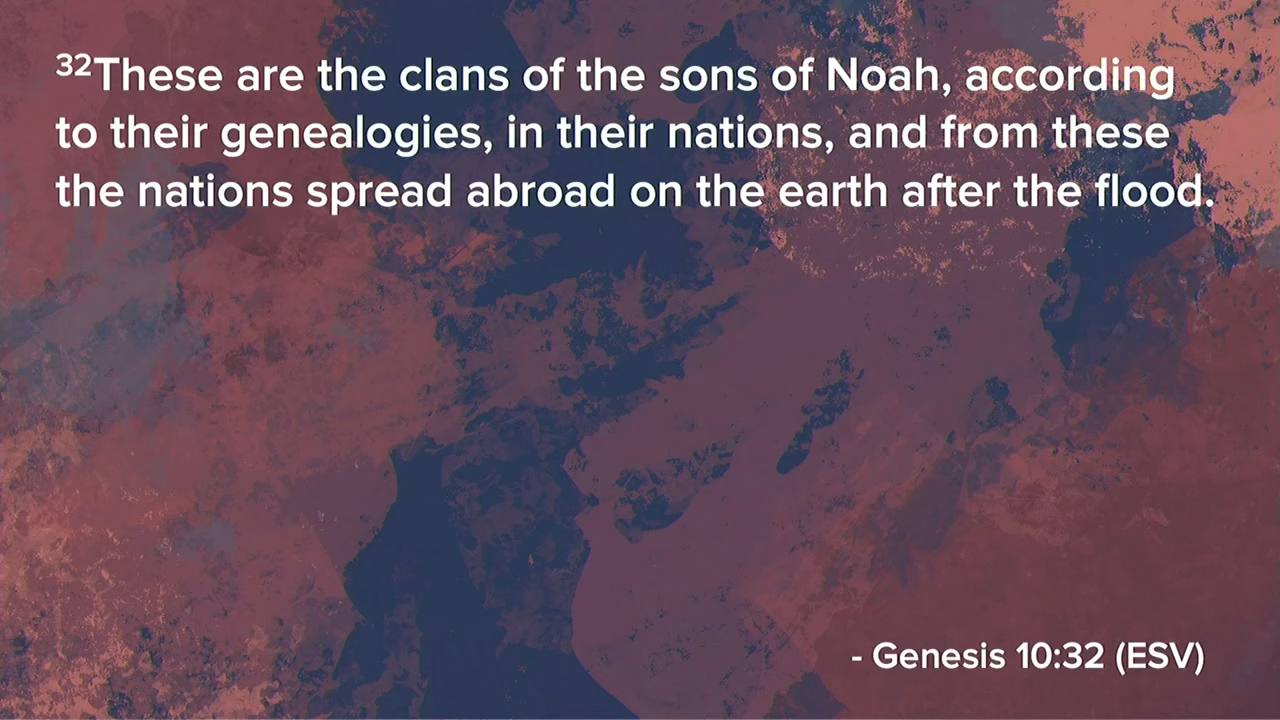 ³²These are the clans of the sons of Noah, according
to their genealogies, in their nations, and from these
the nations spread abroad on the earth after the flood.
- Genesis 10:32 (ESV)